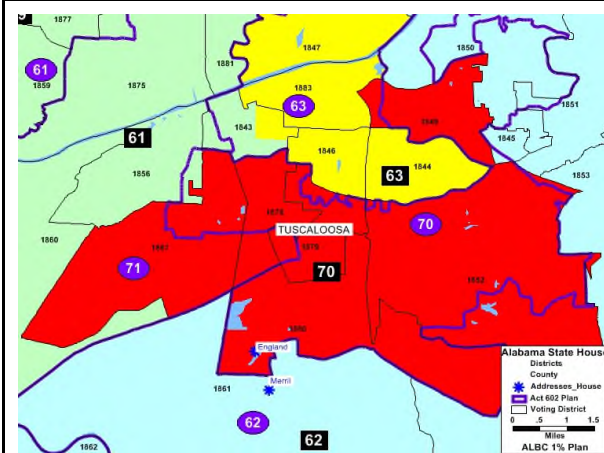 1877
1847
1850
61
1859
1881
1875
1883
63
1851
1849
61
1843
1845
1846
1844
63
1856
1853
1878
TUSCALOOSA
70
1860
1867
1879
71
70
1852
1880
England
Alabama State House
Districts
County
Addresses_House
Act 602 Plan
Voting District
0 .5 1 1.5
Miles
ALBC 1% Plan
1861
Merril
62
62
1862